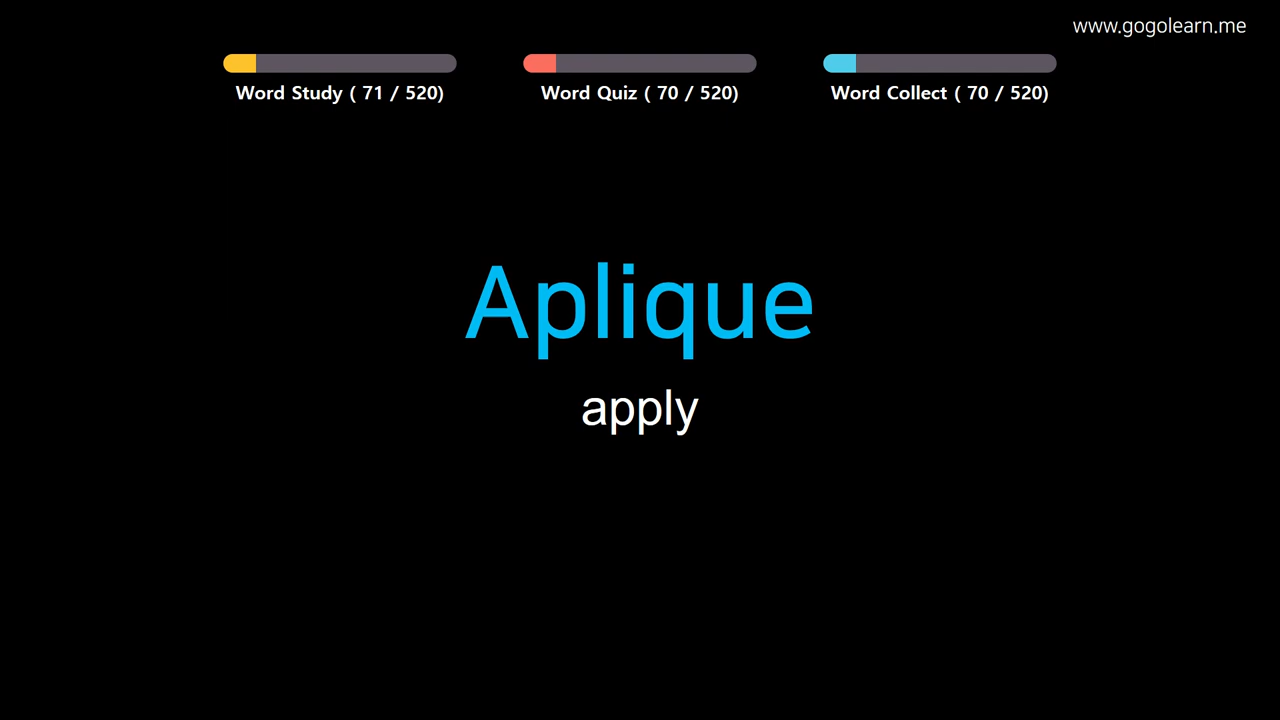 www.gogolearn.me
Word Study ( 71 / 520)
Word Quiz ( 70 / 520)
Word Collect ( 70 / 520)
Aplique
apply